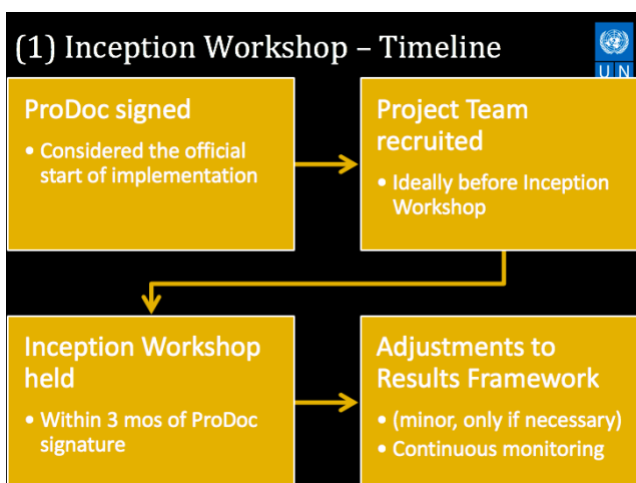 (1) Inception Workshop – Timeline
U N
ProDoc signed
• Considered the official
start of implementation
Project Team
recruited
• Ideally before Inception
Workshop
Inception Workshop
held
• Within 3 mos of ProDoc
signature
Adjustments to
Results Framework
• (minor, only if necessary)
• Continuous monitoring